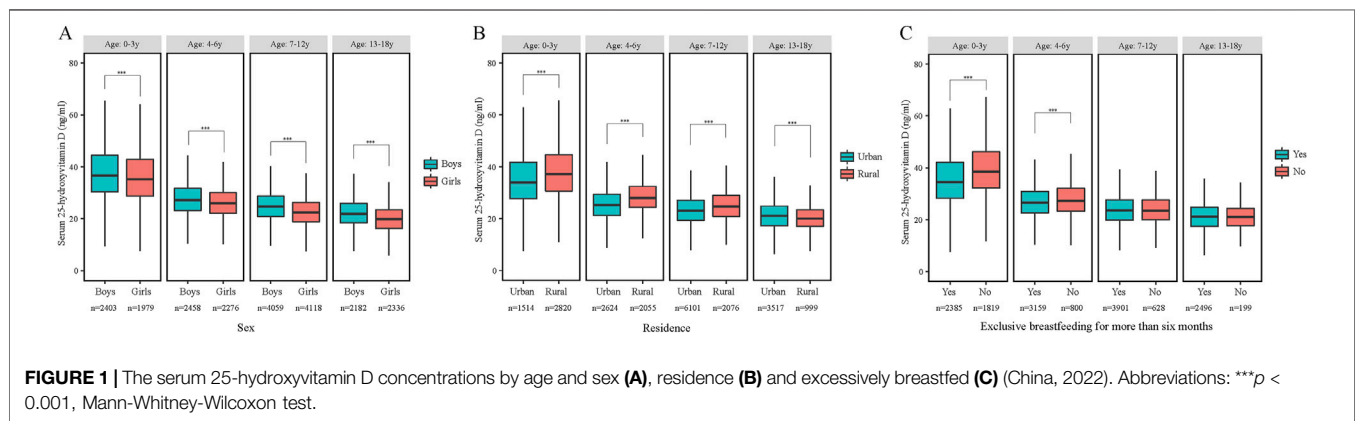 A
Age: 0-3y Age: 4-6y Age: 7-12y Age: 13-18y
80
60
40
20
0
Serum 25-hydroxyvitamin D (ng/ml)
*** *** *** ***
Boys
Girls
Boys Girls Boys Girls Boys Girls Boys Girls
n=2403 n=1979 n=2458 n=2276 n=4059 n=4118 n=2182 n=2336
Sex
B
Age: 0-3y Age: 4-6y Age: 7-12y Age: 13-18y
80
60
40
20
0
Serum 25-hydroxyvitamin D (ng/ml)
*** *** *** ***
Urban
Rural
Urban Rural Urban Rural Urban Rural Urban Rural
n=1514 n=2820 n=2624 n=2055 n=6101 n=2076 n=3517 n=999
Residence
C
Age: 0-3y Age: 4-6y Age: 7-12y Age: 13-18y
80
60
40
20
0
Serum 25-hydroxyvitamin D (ng/ml)
*** ***
Yes
No
Yes No Yes No Yes No Yes No
n=2385 n=1819 n=3159 n=800 n=3901 n=628 n=2496 n=199
Exclusive breastfeeding for more than six months
FIGURE 1 | The serum 25-hydroxyvitamin D concentrations by age and sex (A), residence (B) and excessively breastfed (C) (China, 2022). Abbreviations: ***p <
0.001, Mann-Whitney-Wilcoxon test.